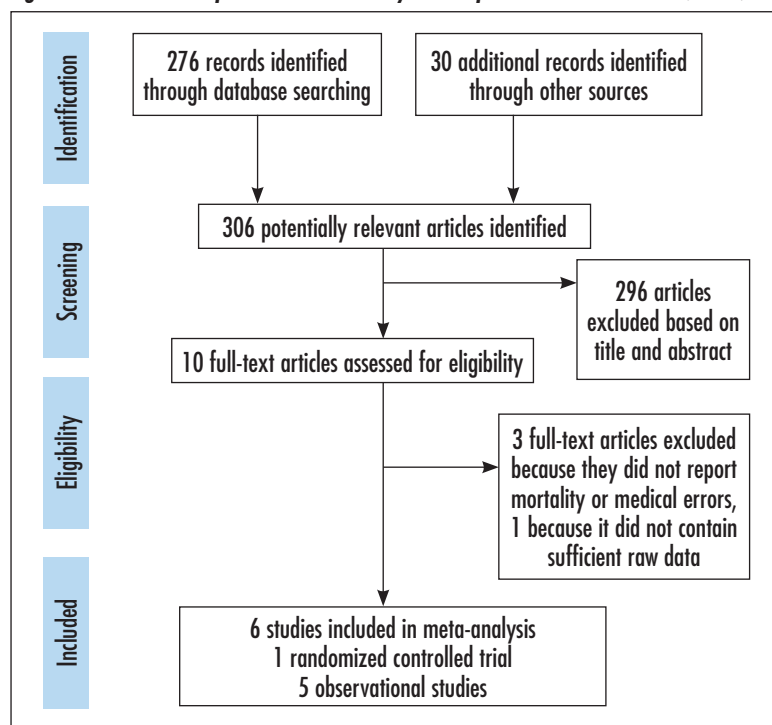 Identification
276 records identified
through database searching
30 additional records identified
through other sources
Screening
306 potentially relevant articles identified
296 articles
excluded based on
title and abstract
10 full-text articles assessed for eligibility
Eligibility
3 full-text articles excluded
because they did not report
mortality or medical errors,
1 because it did not contain
sufficient raw data
Included
6 studies included in meta-analysis
1 randomized controlled trial
5 observational studies